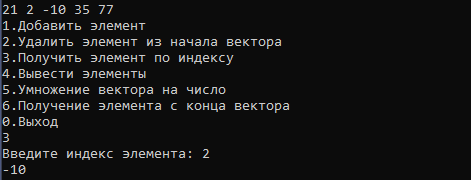 21 2 -10 35 77
1.Добавить элемент
2.Удалить элемент из начала вектора
3.Получить элемент по индексу
4.Вывести элементы
5.Умножение вектора на число
6.Получение элемента с конца вектора
0.Выход
3
Введите индекс элемента: 2
-10